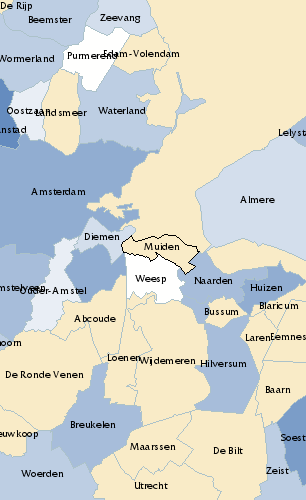 De Rijp
Zeevang
Beemster
Purmerend
Edam-Volendam
Wormerland
Oostzaan
Landsmeer
Waterland
nstad
Lelyst
Amsterdam
Almere
Diemen
Muiden
Weesp
Naarden
Huizen
mstelveen
Ouder-Amstel
Blaricum
Bussum
Abcoude
Laren
Eemnes
oorn
Loenen
Wijdemeren
Hilversum
De Ronde Venen
Baarn
Breukelen
euwkoop
Soest
Maarssen
De Bilt
Woerden
Zeist
Utrecht